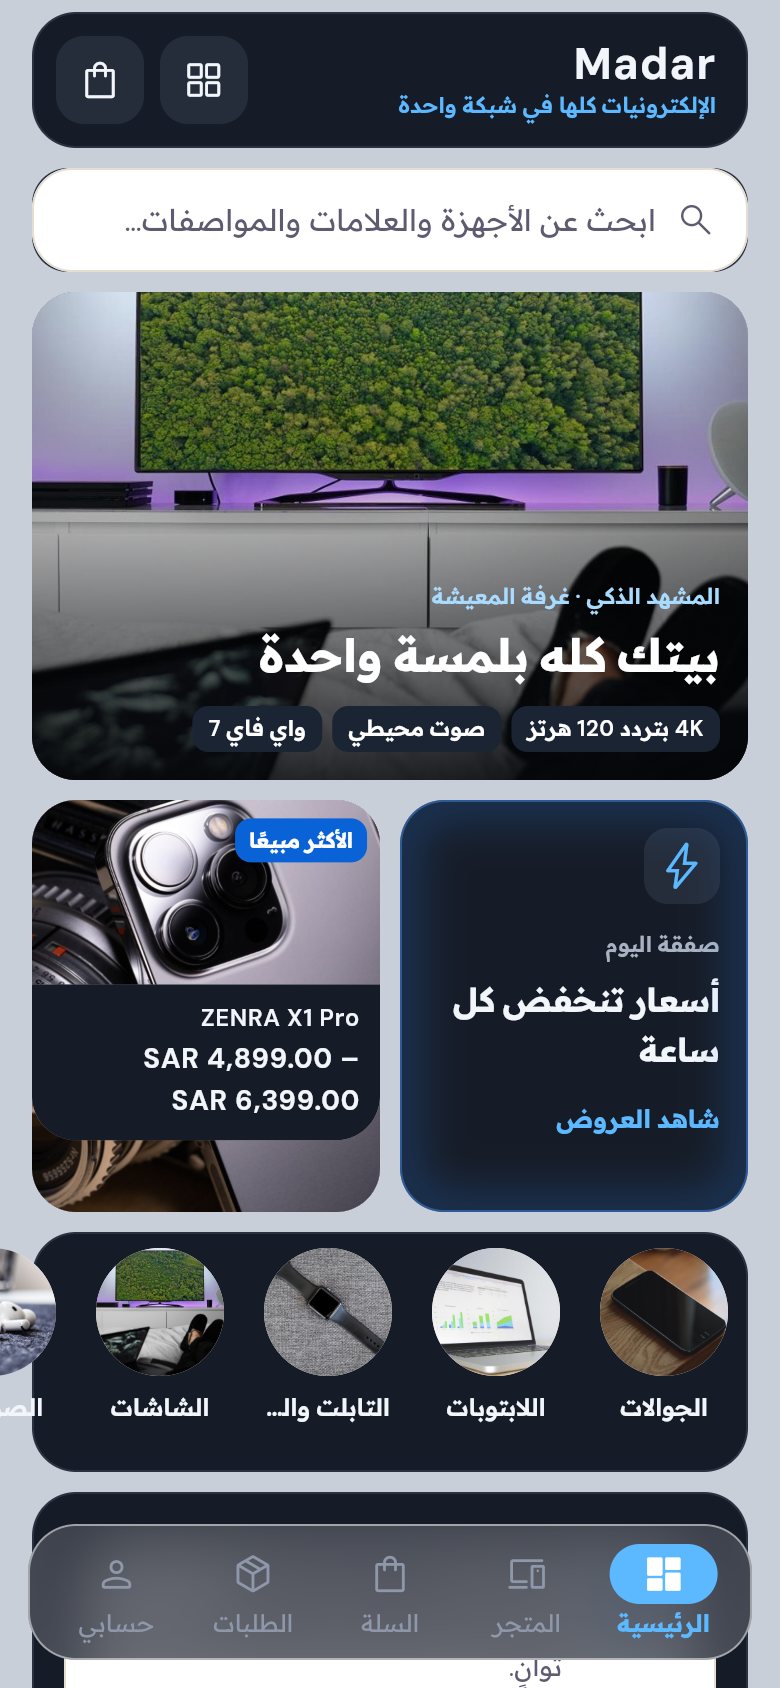 Madar
الإلكترونيات كلها في شبكة واحدة
ابحث عن الأجهزة والعلامات والمواصفات...
المشهد الذكي · غرفة المعيشة
بيتك كله بلمسة واحدة
4K بتردد 120 هرتز
صوت محيطي
واي فاي 7
صفقة اليوم
أسعار تنخفض كل
ساعة
شاهد العروض
الأكثر مبيعًا
ZENRA X1 Pro
SAR 4,899.00 –
SAR 6,399.00
الجوالات
اللابتوبات
التابلت والـ...
الشاشات
ثوانٍ.
الرئيسية
المتجر
السلة
الطلبات
حسابي